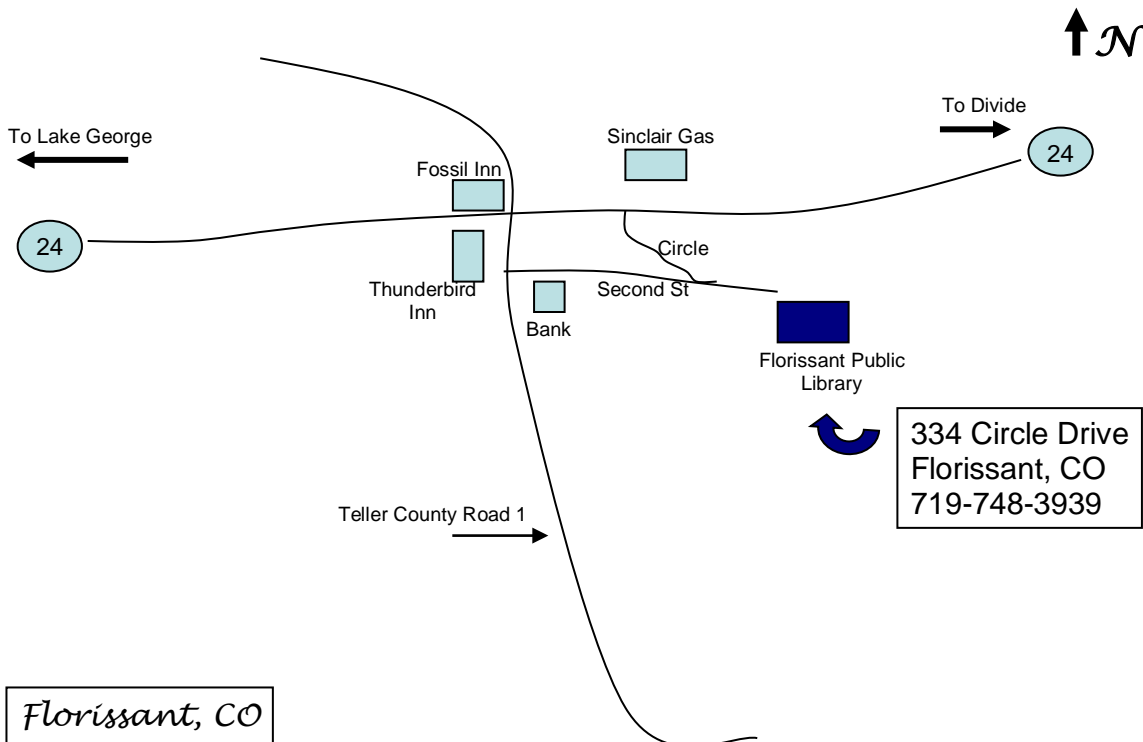 N
To Divide
To Lake George
Sinclair Gas
24
Fossil Inn
24
Circle
Thunderbird
Inn
Second St
Bank
Florissant Public
Library
334 Circle Drive
Florissant, CO
719-748-3939
Teller County Road 1
Florissant, CO